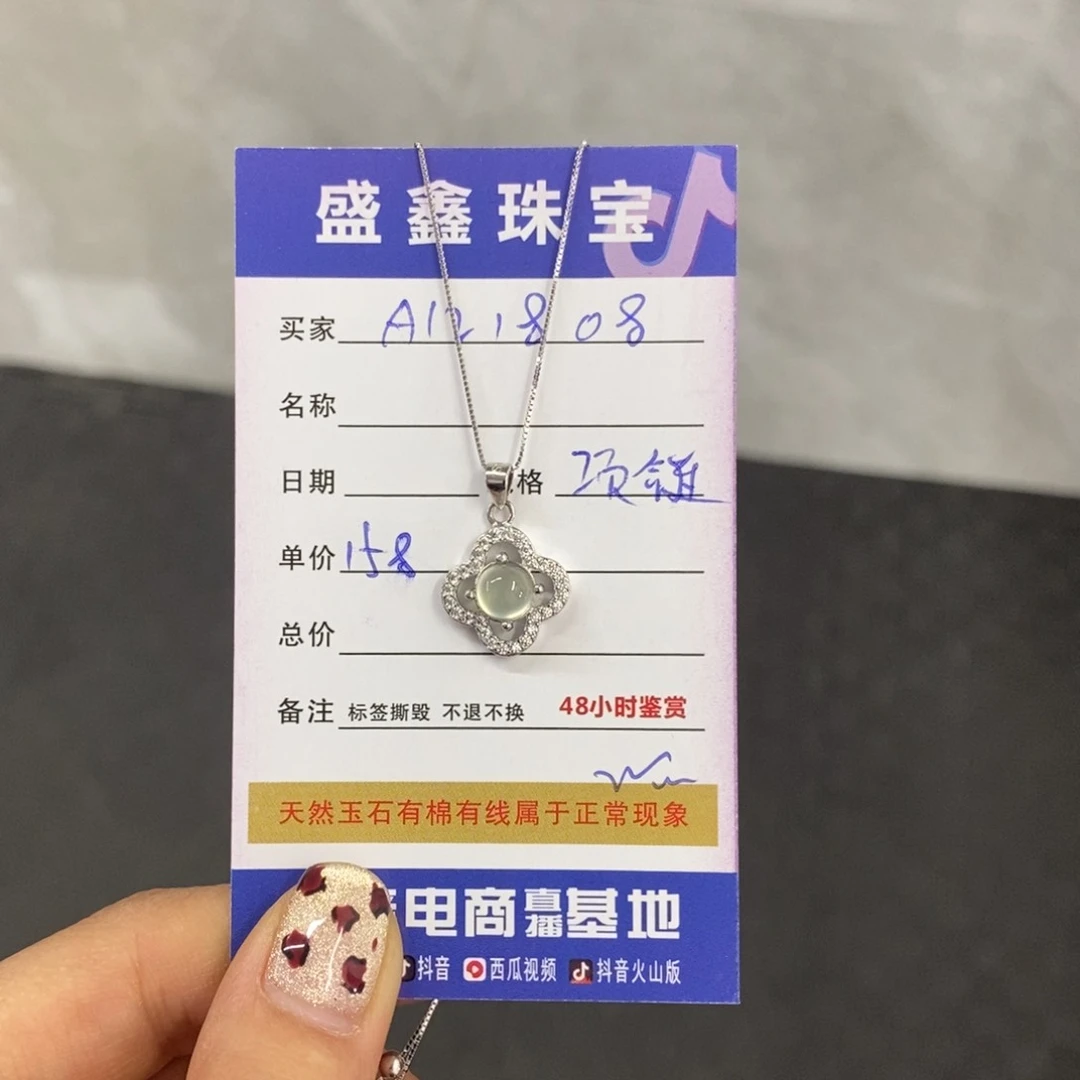 盛鑫珠宝
买家 A121808
名称
日期 格 项链
单价 158
总价
备注 标签撕毁 不退不换 48小时鉴赏
天然玉石有棉有线属于正常现象
电商直播基地
抖音 西瓜视频 抖音火山版